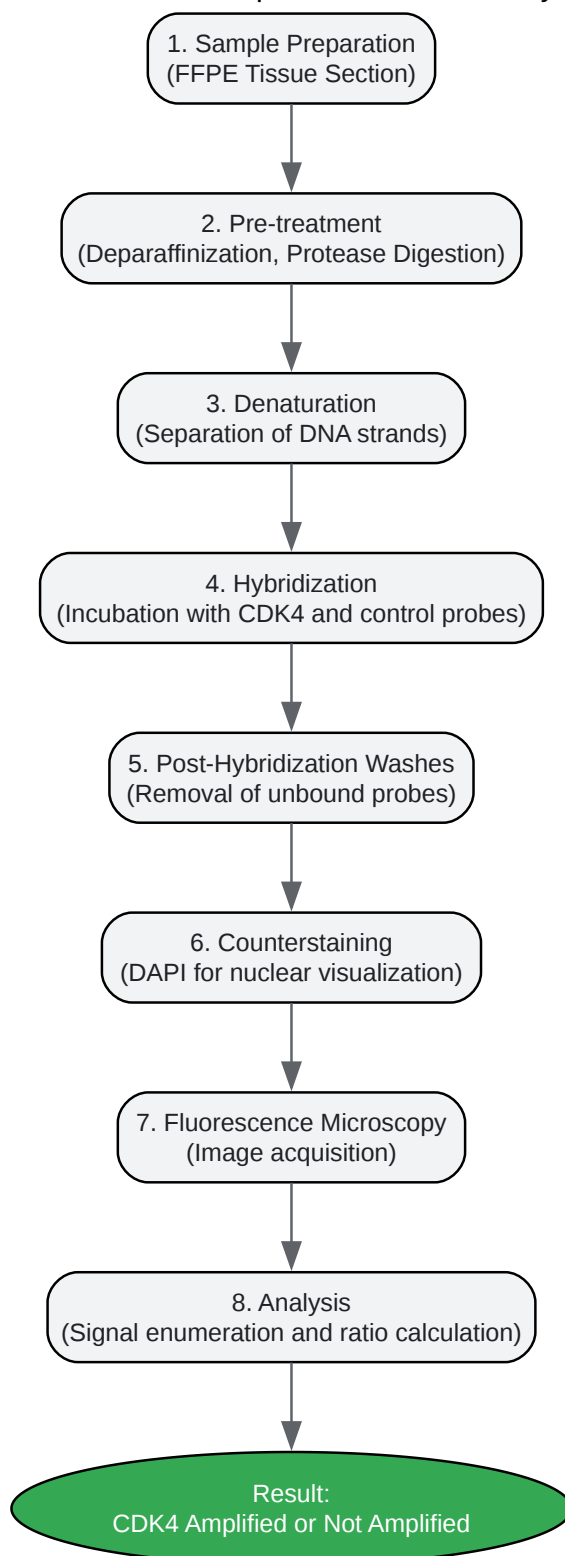 1. Sample Preparation
(FFPE Tissue Section)
2. Pre-treatment
(Deparaffinization, Protease Digestion)
3. Denaturation
(Separation of DNA strands)
4. Hybridization
(Incubation with CDK4 and control probes)
5. Post-Hybridization Washes
(Removal of unbound probes)
6. Counterstaining
(DAPI for nuclear visualization)
7. Fluorescence Microscopy
(Image acquisition)
8. Analysis
(Signal enumeration and ratio calculation)
Result:
CDK4 Amplified or Not Amplified